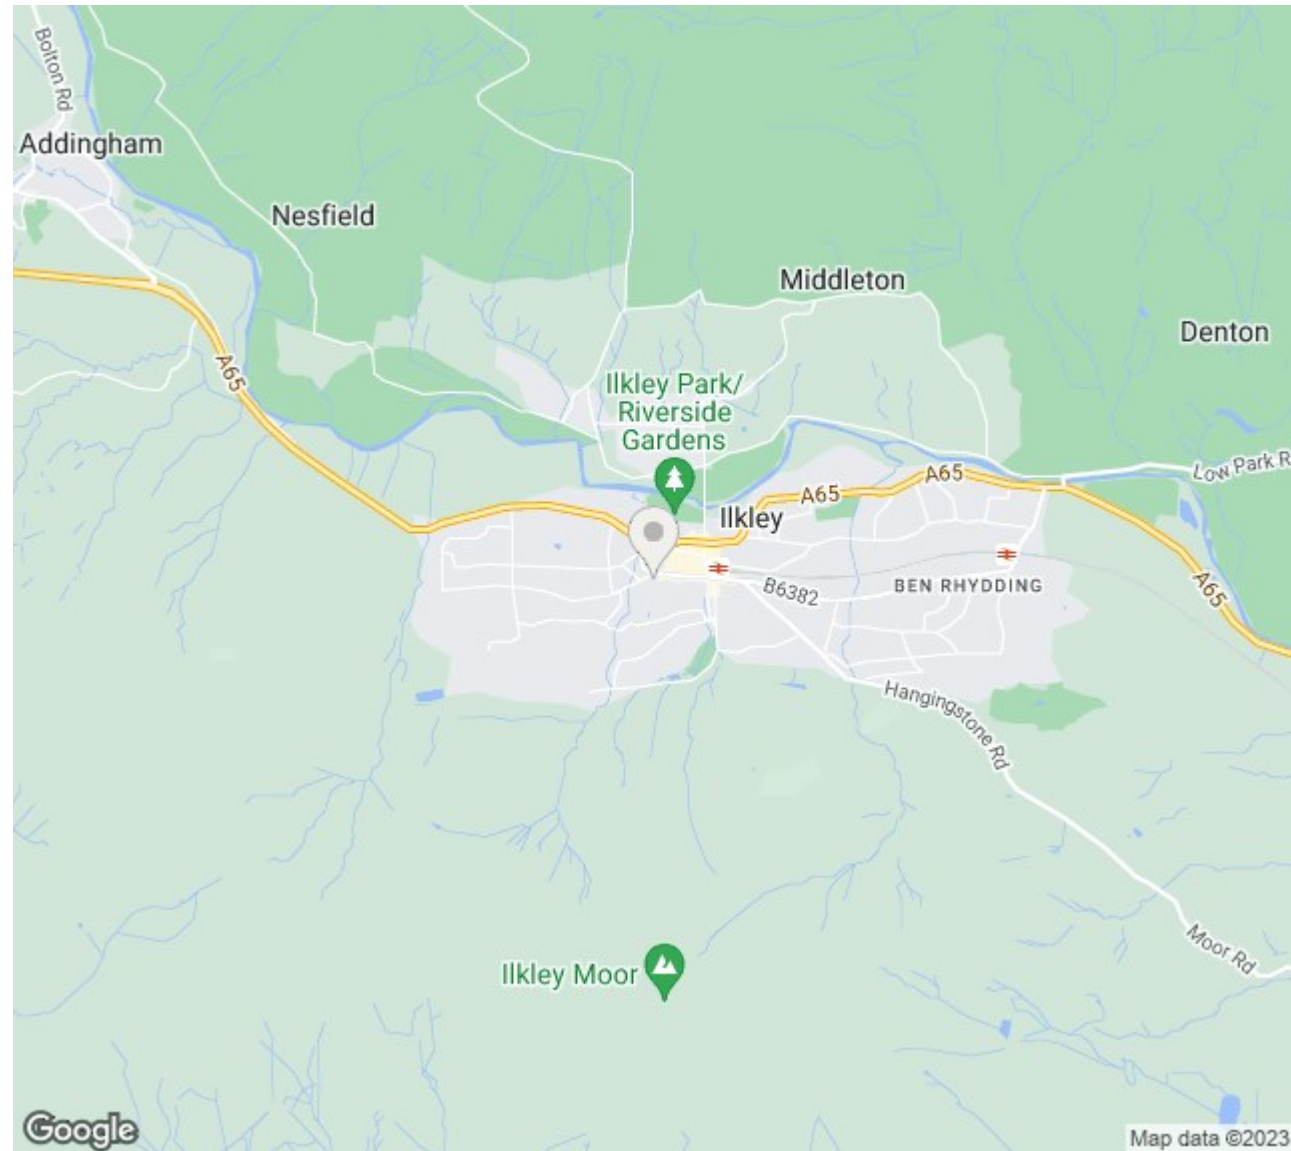 Bolton Rd
Addingham
Nesfield
Middleton
Denton
A65
Ilkley Park/
Riverside
Gardens
Low Park R
A65
A65
Ilkley
B6382
BEN RHYDDING
A65
Hangingstone Rd
Moor Rd
Ilkley Moor
Google
Map data ©2023